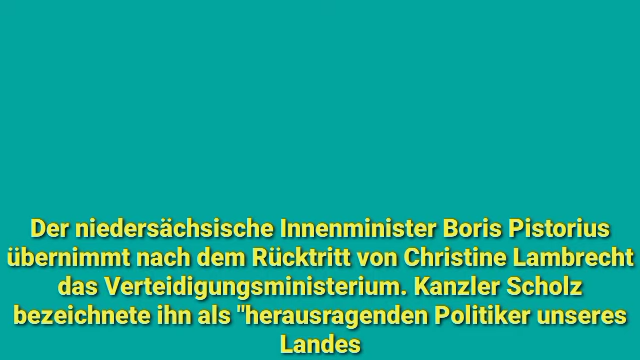 Der niedersächsische Innenminister Boris Pistorius
übernimmt nach dem Rücktritt von Christine Lambrecht
das Verteidigungsministerium. Kanzler Scholz
bezeichnete ihn als "herausragenden Politiker unseres
Landes